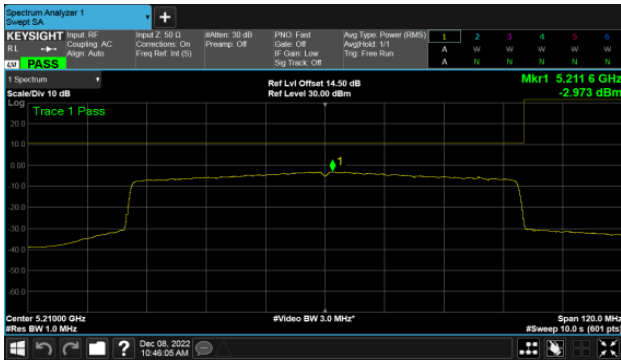 Spectrum Analyzer 1
Swept SA
+
KEYSIGHT Input: RF Input Z: 50 Ω #Atten: 30 dB PNO: Fast Avg Type: Power (RMS) 1 2 3 4 5 6
RL Coupling: AC Corrections: On Preamp: Off Gate: Off Avg|Hold: 1/1 A W W W W W
Align: Auto Freq Ref: Int (S) IF Gain: Low Trig: Free Run
LXI PASS Sig Track: Off A N N N N N
1 Spectrum Ref Lvl Offset 14.50 dB Mkr1 5.211 6 GHz
Scale/Div 10 dB Ref Level 30.00 dBm -2.973 dBm
Log Trace 1 Pass
20.0
10.0
0.00
1
-10.0
-20.0
-30.0
-40.0
-50.0
-60.0
Center 5.21000 GHz #Video BW 3.0 MHz* Span 120.0 MHz
#Res BW 1.0 MHz #Sweep 10.0 s (601 pts)
? Dec 08, 2022
10:46:05 AM